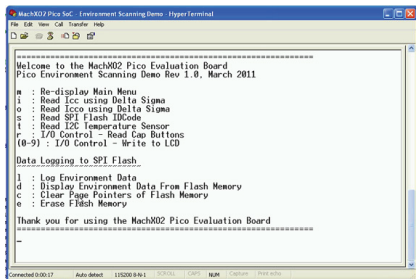 MachXO2 Pico SoC - Environment Scanning Demo - HyperTerminal
File Edit View Call Transfer Help
================================================================
Welcome to the MachXO2 Pico Evaluation Board
Pico Environment Scanning Demo Rev 1.0, March 2011
m : Re-display Main Menu
i : Read Icc using Delta Sigma
o : Read Icco using Delta Sigma
s : Read SPI Flash IDCode
t : Read I2C Temperature Sensor
r : I/O Control - Read Cap Buttons
(0-9) : I/O Control - Write to LCD
Data Logging to SPI Flash
~~~~~~~~~~~~~~~~~~~~~~~~~
l : Log Environment Data
d : Display Environment Data From Flash Memory
c : Clear Page Pointers of Flash Memory
e : Erase Flash Memory
Thank you for using the MachXO2 Pico Evaluation Board
================================================================
_
Connected 0:00:17 Auto detect 115200 8-N-1 SCROLL CAPS NUM Capture Print echo